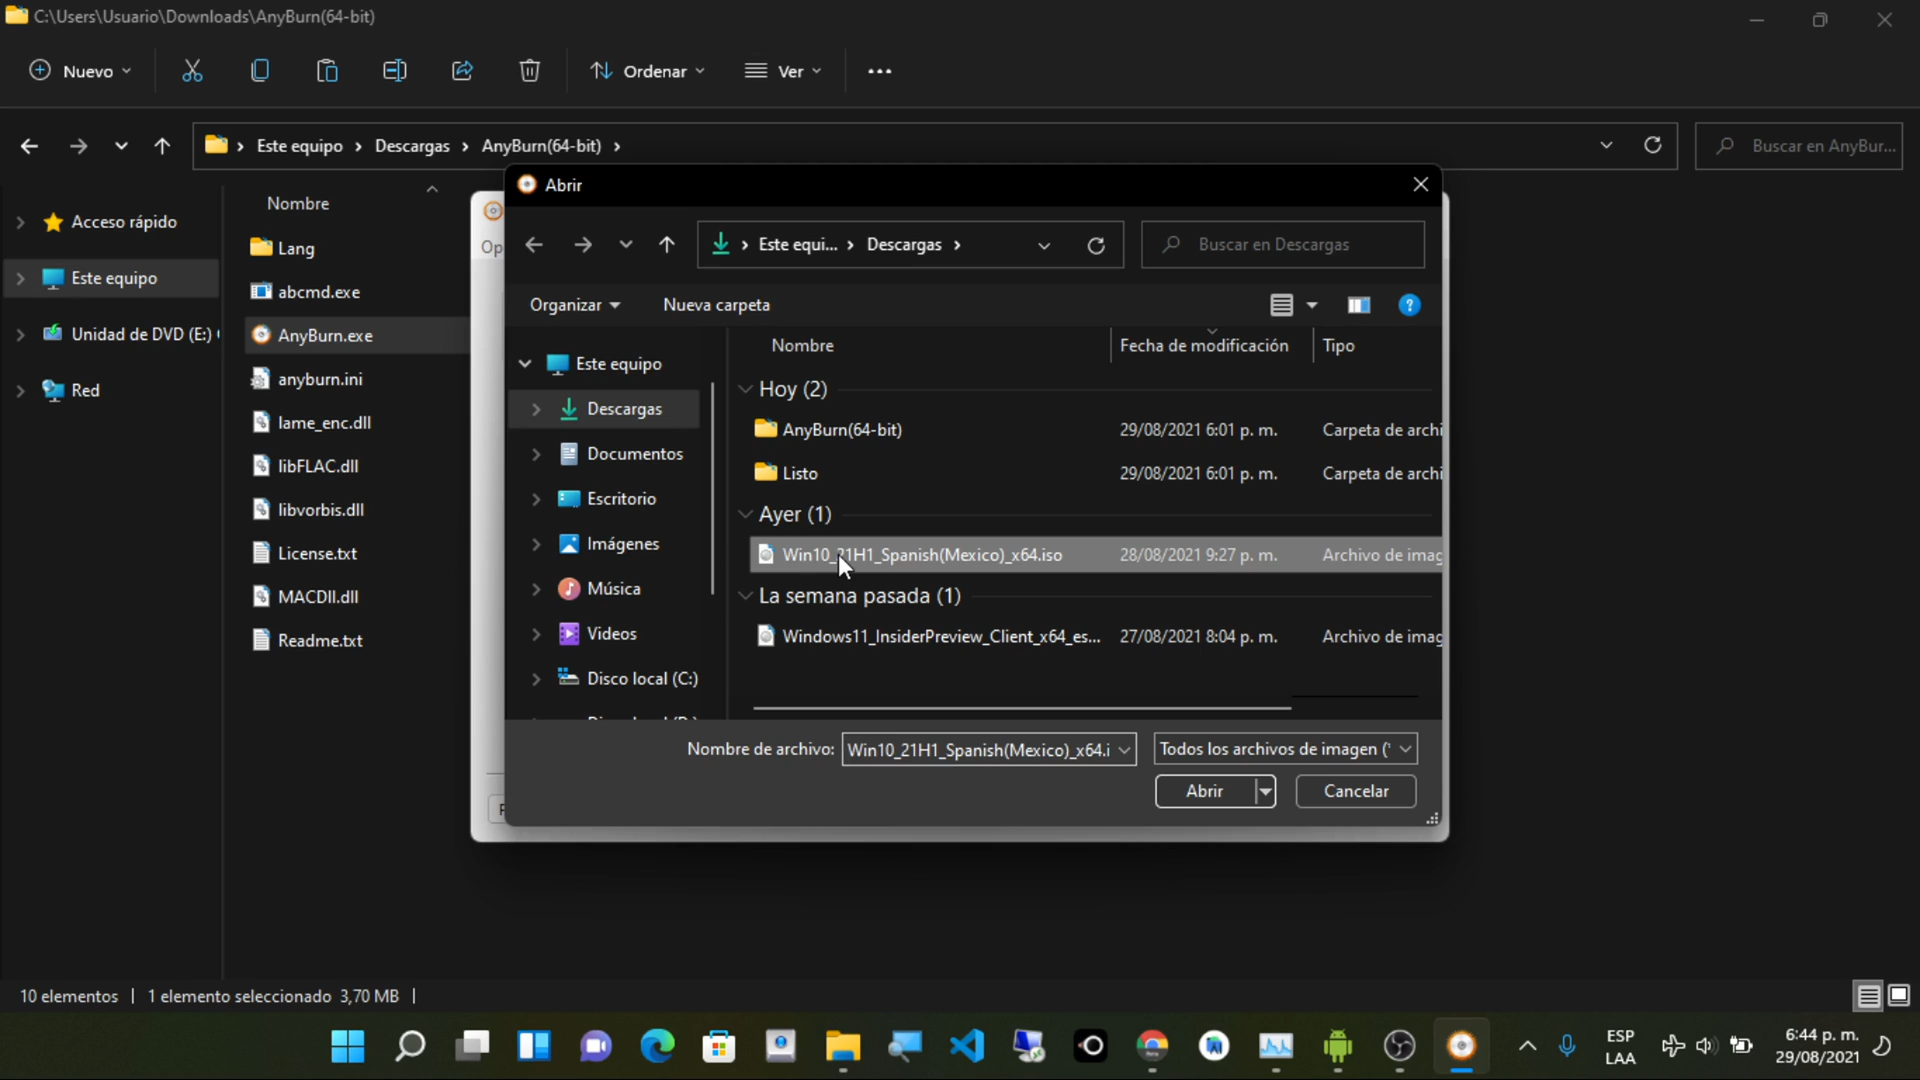 C:\Users\Usuario\Downloads\AnyBurn(64-bit)
Nuevo
Ordenar
Ver
Este equipo > Descargas > AnyBurn(64-bit) >
Buscar en AnyBur...
Acceso rápido
Este equipo
Unidad de DVD (E:)
Red
Nombre
Lang
abcmd.exe
AnyBurn.exe
anyburn.ini
lame_enc.dll
libFLAC.dll
libvorbis.dll
License.txt
MACDll.dll
Readme.txt
Op
Abrir
Este equi... > Descargas >
Buscar en Descargas
Organizar
Nueva carpeta
Este equipo
Descargas
Documentos
Escritorio
Imágenes
Música
Videos
Disco local (C:)
Nombre
Fecha de modificación
Tipo
Hoy (2)
AnyBurn(64-bit) 29/08/2021 6:01 p. m. Carpeta de archi
Listo 29/08/2021 6:01 p. m. Carpeta de archi
Ayer (1)
Win10_21H1_Spanish(Mexico)_x64.iso 28/08/2021 9:27 p. m. Archivo de imag
La semana pasada (1)
Windows11_InsiderPreview_Client_x64_es... 27/08/2021 8:04 p. m. Archivo de imag
Nombre de archivo: Win10_21H1_Spanish(Mexico)_x64.i
Todos los archivos de imagen (
Abrir
Cancelar
10 elementos
1 elemento seleccionado 3,70 MB
ESP
LAA
6:44 p. m.
29/08/2021